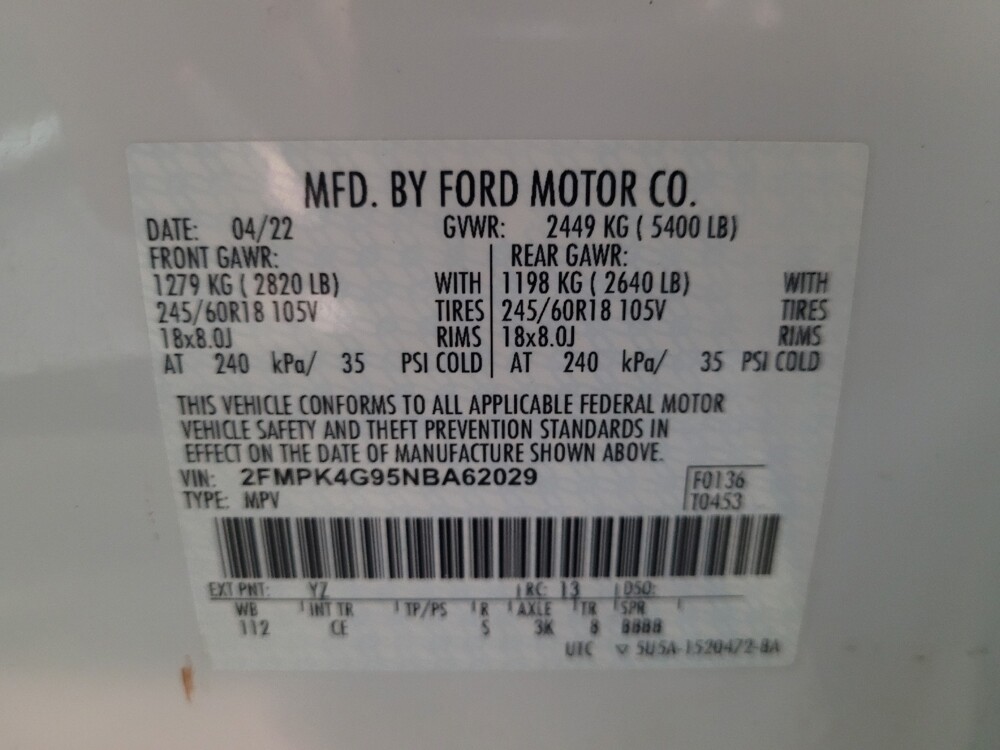 MFD. BY FORD MOTOR CO.
DATE: 04/22 GVWR: 2449 KG ( 5400 LB)
FRONT GAWR: REAR GAWR:
1279 KG ( 2820 LB) WITH 1198 KG ( 2640 LB) WITH
245/60R18 105V TIRES 245/60R18 105V TIRES
18x8.0J RIMS 18x8.0J RIMS
AT 240 kPa/ 35 PSI COLD AT 240 kPa/ 35 PSI COLD
THIS VEHICLE CONFORMS TO ALL APPLICABLE FEDERAL MOTOR
VEHICLE SAFETY AND THEFT PREVENTION STANDARDS IN
EFFECT ON THE DATE OF MANUFACTURE SHOWN ABOVE.
VIN: 2FMPK4G95NBA62029 F0136
TYPE: MPV T0453
EXT PNT: YZ RC: 13 DSO:
WB INT TR TP/PS R AXLE TR SPR
112 CE S 3K 8 BBBB
UTC 5U5A-1520472-BA